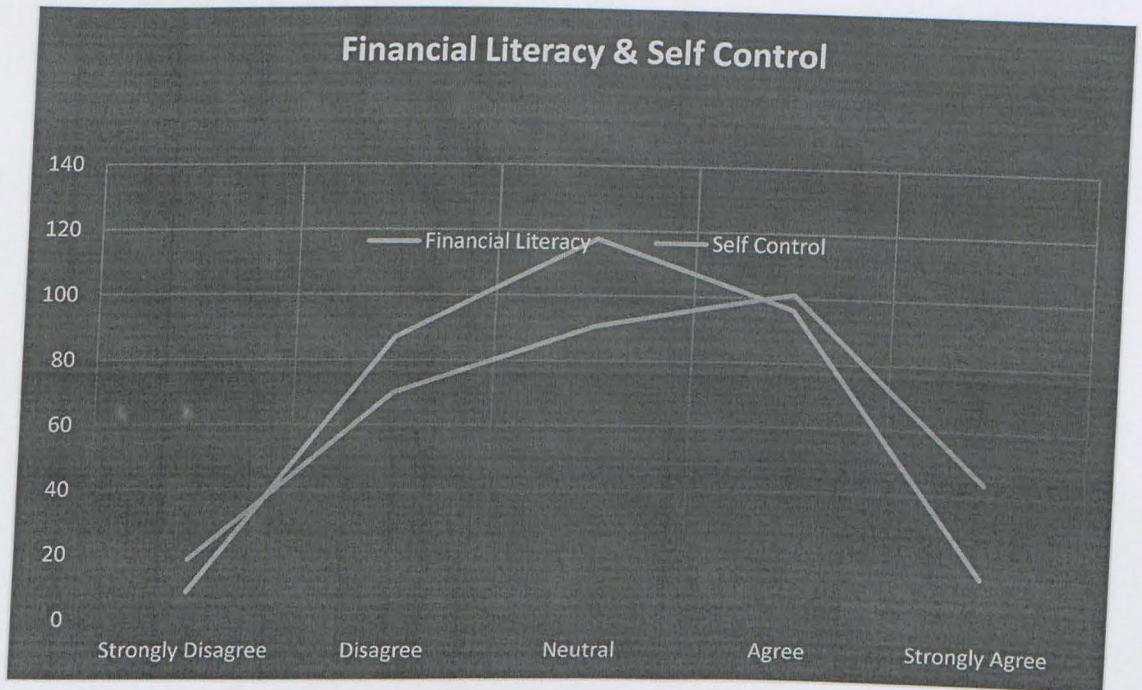 Financial Literacy & Self Control
140
120
Financial Literacy Self Control
100
80
60
40
20
0
Strongly Disagree Disagree Neutral Agree Strongly Agree